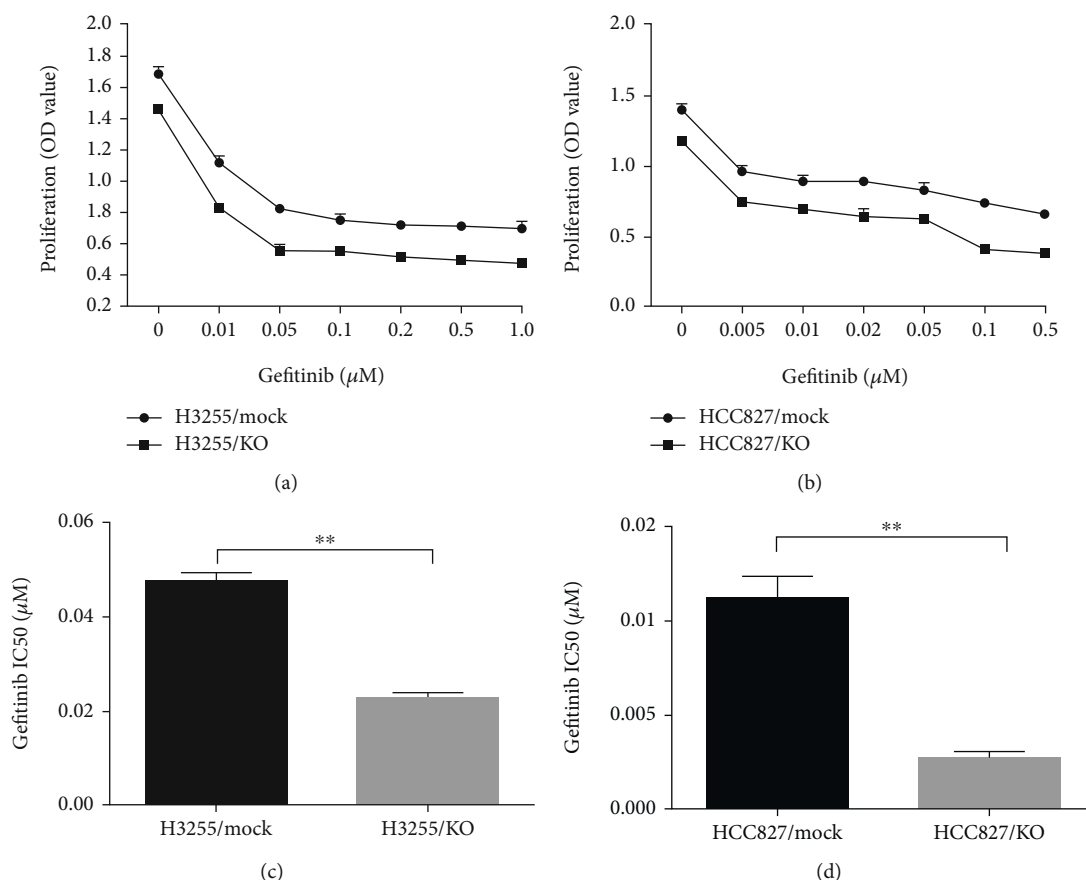 2.0
1.8
1.6
1.4
1.2
1.0
0.8
0.6
0.4
0.2
Proliferation (OD value)
0 0.01 0.05 0.1 0.2 0.5 1.0
Gefitinib (μM)
H3255/mock
H3255/KO
(a)
2.0
1.5
1.0
0.5
0.0
Proliferation (OD value)
0 0.005 0.01 0.02 0.05 0.1 0.5
Gefitinib (μM)
HCC827/mock
HCC827/KO
(b)
0.06
0.04
0.02
0.00
Gefitinib IC50 (μM)
**
H3255/mock H3255/KO
(c)
0.02
0.01
0.005
0.000
Gefitinib IC50 (μM)
**
HCC827/mock HCC827/KO
(d)